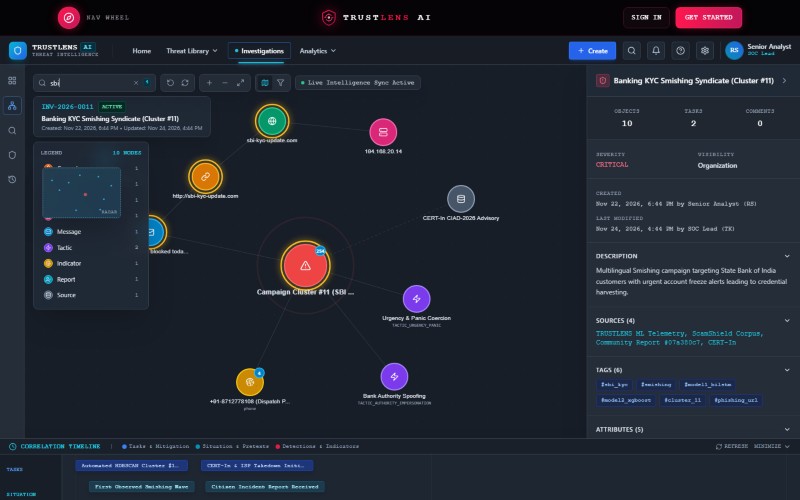 NAV WHEEL
TRUSTLENS AI
SIGN IN
GET STARTED
TRUSTLENS AI
THREAT INTELLIGENCE
Home
Threat Library
Investigations
Analytics
Create
RS
Senior Analyst
SOC Lead
sbi
Live Intelligence Sync Active
INV-2026-0011 ACTIVE
Banking KYC Smishing Syndicate (Cluster #11)
Created: Nov 22, 2026, 6:44 PM • Updated: Nov 24, 2026, 4:44 PM
LEGEND
10 NODES
1
1
1
1
Message 1
Tactic 2
Indicator 1
Report 1
Source 1
sbi-kyc-update.com
184.168.20.14
http://sbi-kyc-update.com
CERT-In CIAD-2026 Advisory
blocked toda...
Campaign Cluster #11 (SBI ...
Urgency & Panic Coercion
TACTIC_URGENCY_PANIC
6
+91-8712778108 (Dispatch P...
phone
Bank Authority Spoofing
TACTIC_AUTHORITY_IMPERSONATION
Banking KYC Smishing Syndicate (Cluster #11)
OBJECTS
TASKS
COMMENTS
10
2
0
SEVERITY
VISIBILITY
CRITICAL
Organization
CREATED
Nov 22, 2026, 6:44 PM by Senior Analyst (RS)
LAST MODIFIED
Nov 24, 2026, 4:44 PM by SOC Lead (TK)
DESCRIPTION
Multilingual Smishing campaign targeting State Bank of India
customers with urgent account freeze alerts leading to credential
harvesting.
SOURCES (4)
TRUSTLENS ML Telemetry, ScamShield Corpus,
Community Report #07a380c7, CERT-In
TAGS (6)
#sbi_kyc
#smishing
#model1_bilstm
#model2_xgboost
#cluster_11
#phishing_url
ATTRIBUTES (5)
CORRELATION TIMELINE
Tasks & Mitigation
Situation & Pretexts
Detections & Indicators
REFRESH
MINIMIZE
TASKS
Automated HDBSCAN Cluster #1...
CERT-In & ISP Takedown Initi...
First Observed Smishing Wave
Citizen Incident Report Received
SITUATION